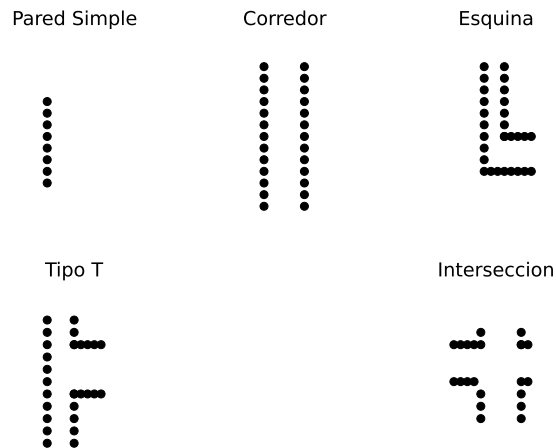 Pared Simple
Corredor
Esquina
Tipo T
Interseccion